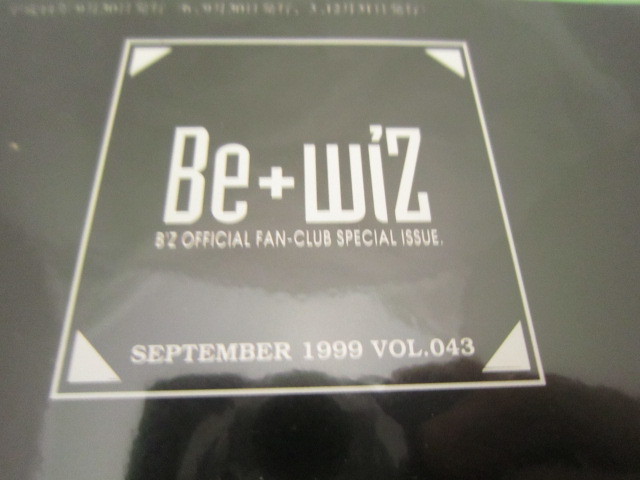 Be+wi'Z
B'Z OFFICIAL FAN-CLUB SPECIAL ISSUE.
SEPTEMBER 1999 VOL.043